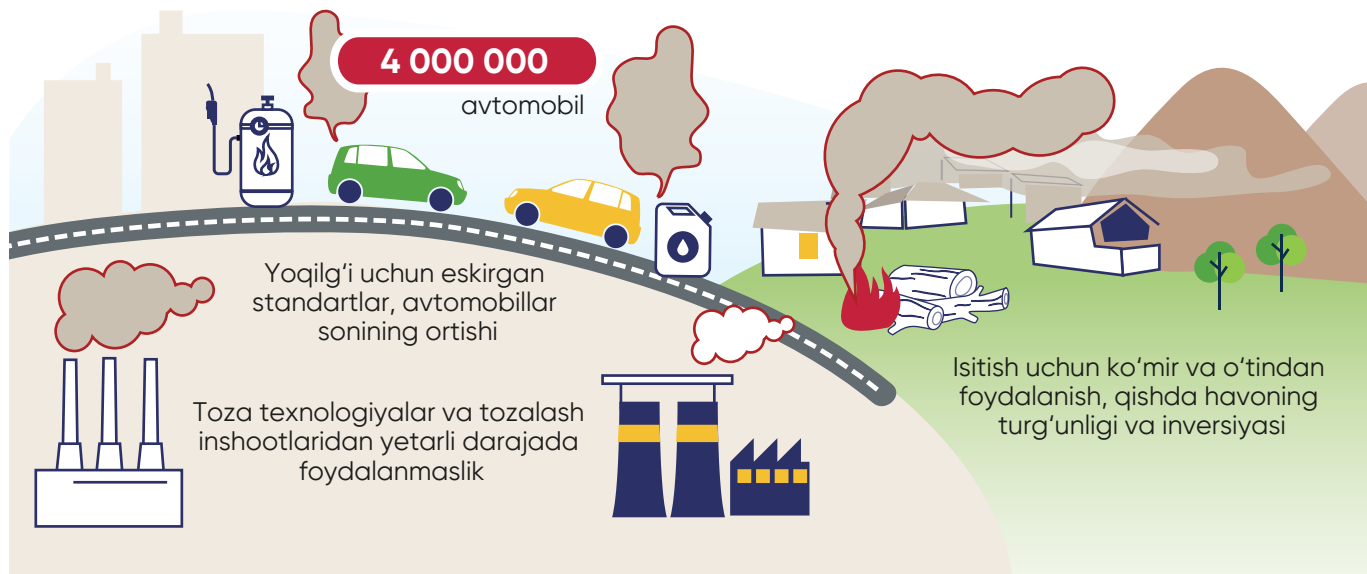 4 000 000
avtomobil
Yoqilg‘i uchun eskirgan
standartlar, avtomobillar
sonining ortishi
Toza texnologiyalar va tozalash
inshootlaridan yetarli darajada
foydalanmaslik
Isitish uchun ko‘mir va o‘tindan
foydalanish, qishda havoning
turg‘unligi va inversiyasi